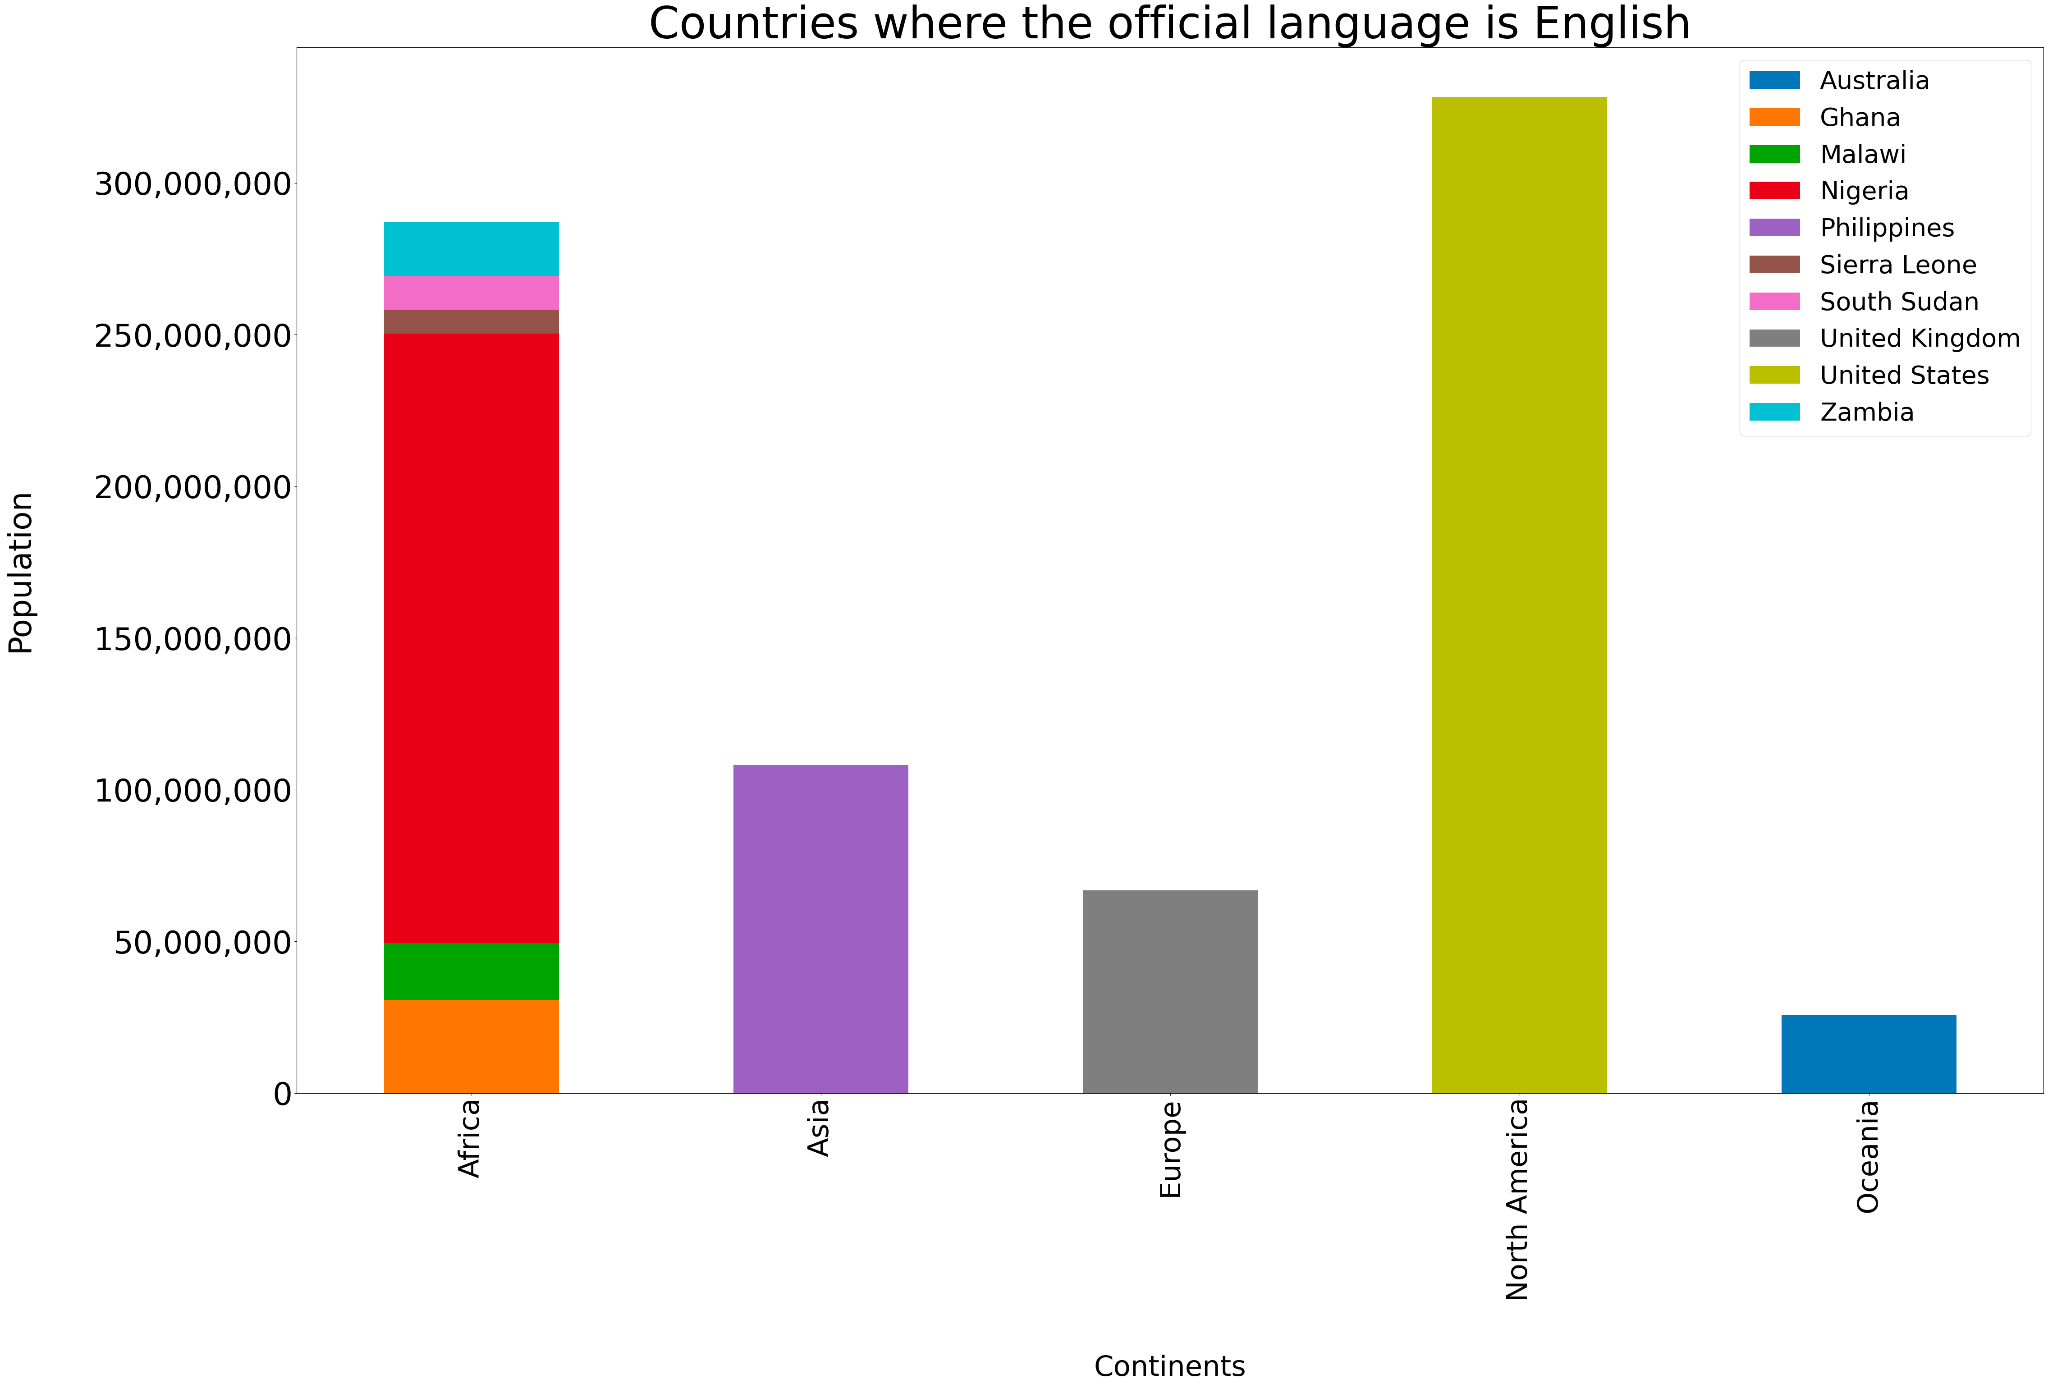 Countries where the official language is English
Australia
Ghana
Malawi
Nigeria
Philippines
Sierra Leone
South Sudan
United Kingdom
United States
Zambia
Population
300,000,000
250,000,000
200,000,000
150,000,000
100,000,000
50,000,000
0
Africa
Asia
Europe
North America
Oceania
Continents